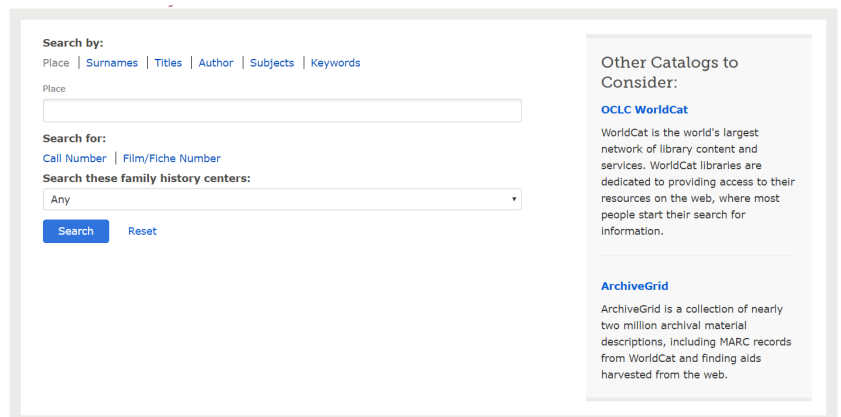 Search by:
Place | Surnames | Titles | Author | Subjects | Keywords
Place
Search for:
Call Number | Film/Fiche Number
Search these family history centers:
Any
Search Reset
Other Catalogs to
Consider:
OCLC WorldCat
WorldCat is the world's largest
network of library content and
services. WorldCat libraries are
dedicated to providing access to their
resources on the web, where most
people start their search for
information.
ArchiveGrid
ArchiveGrid is a collection of nearly
two million archival material
descriptions, including MARC records
from WorldCat and finding aids
harvested from the web.